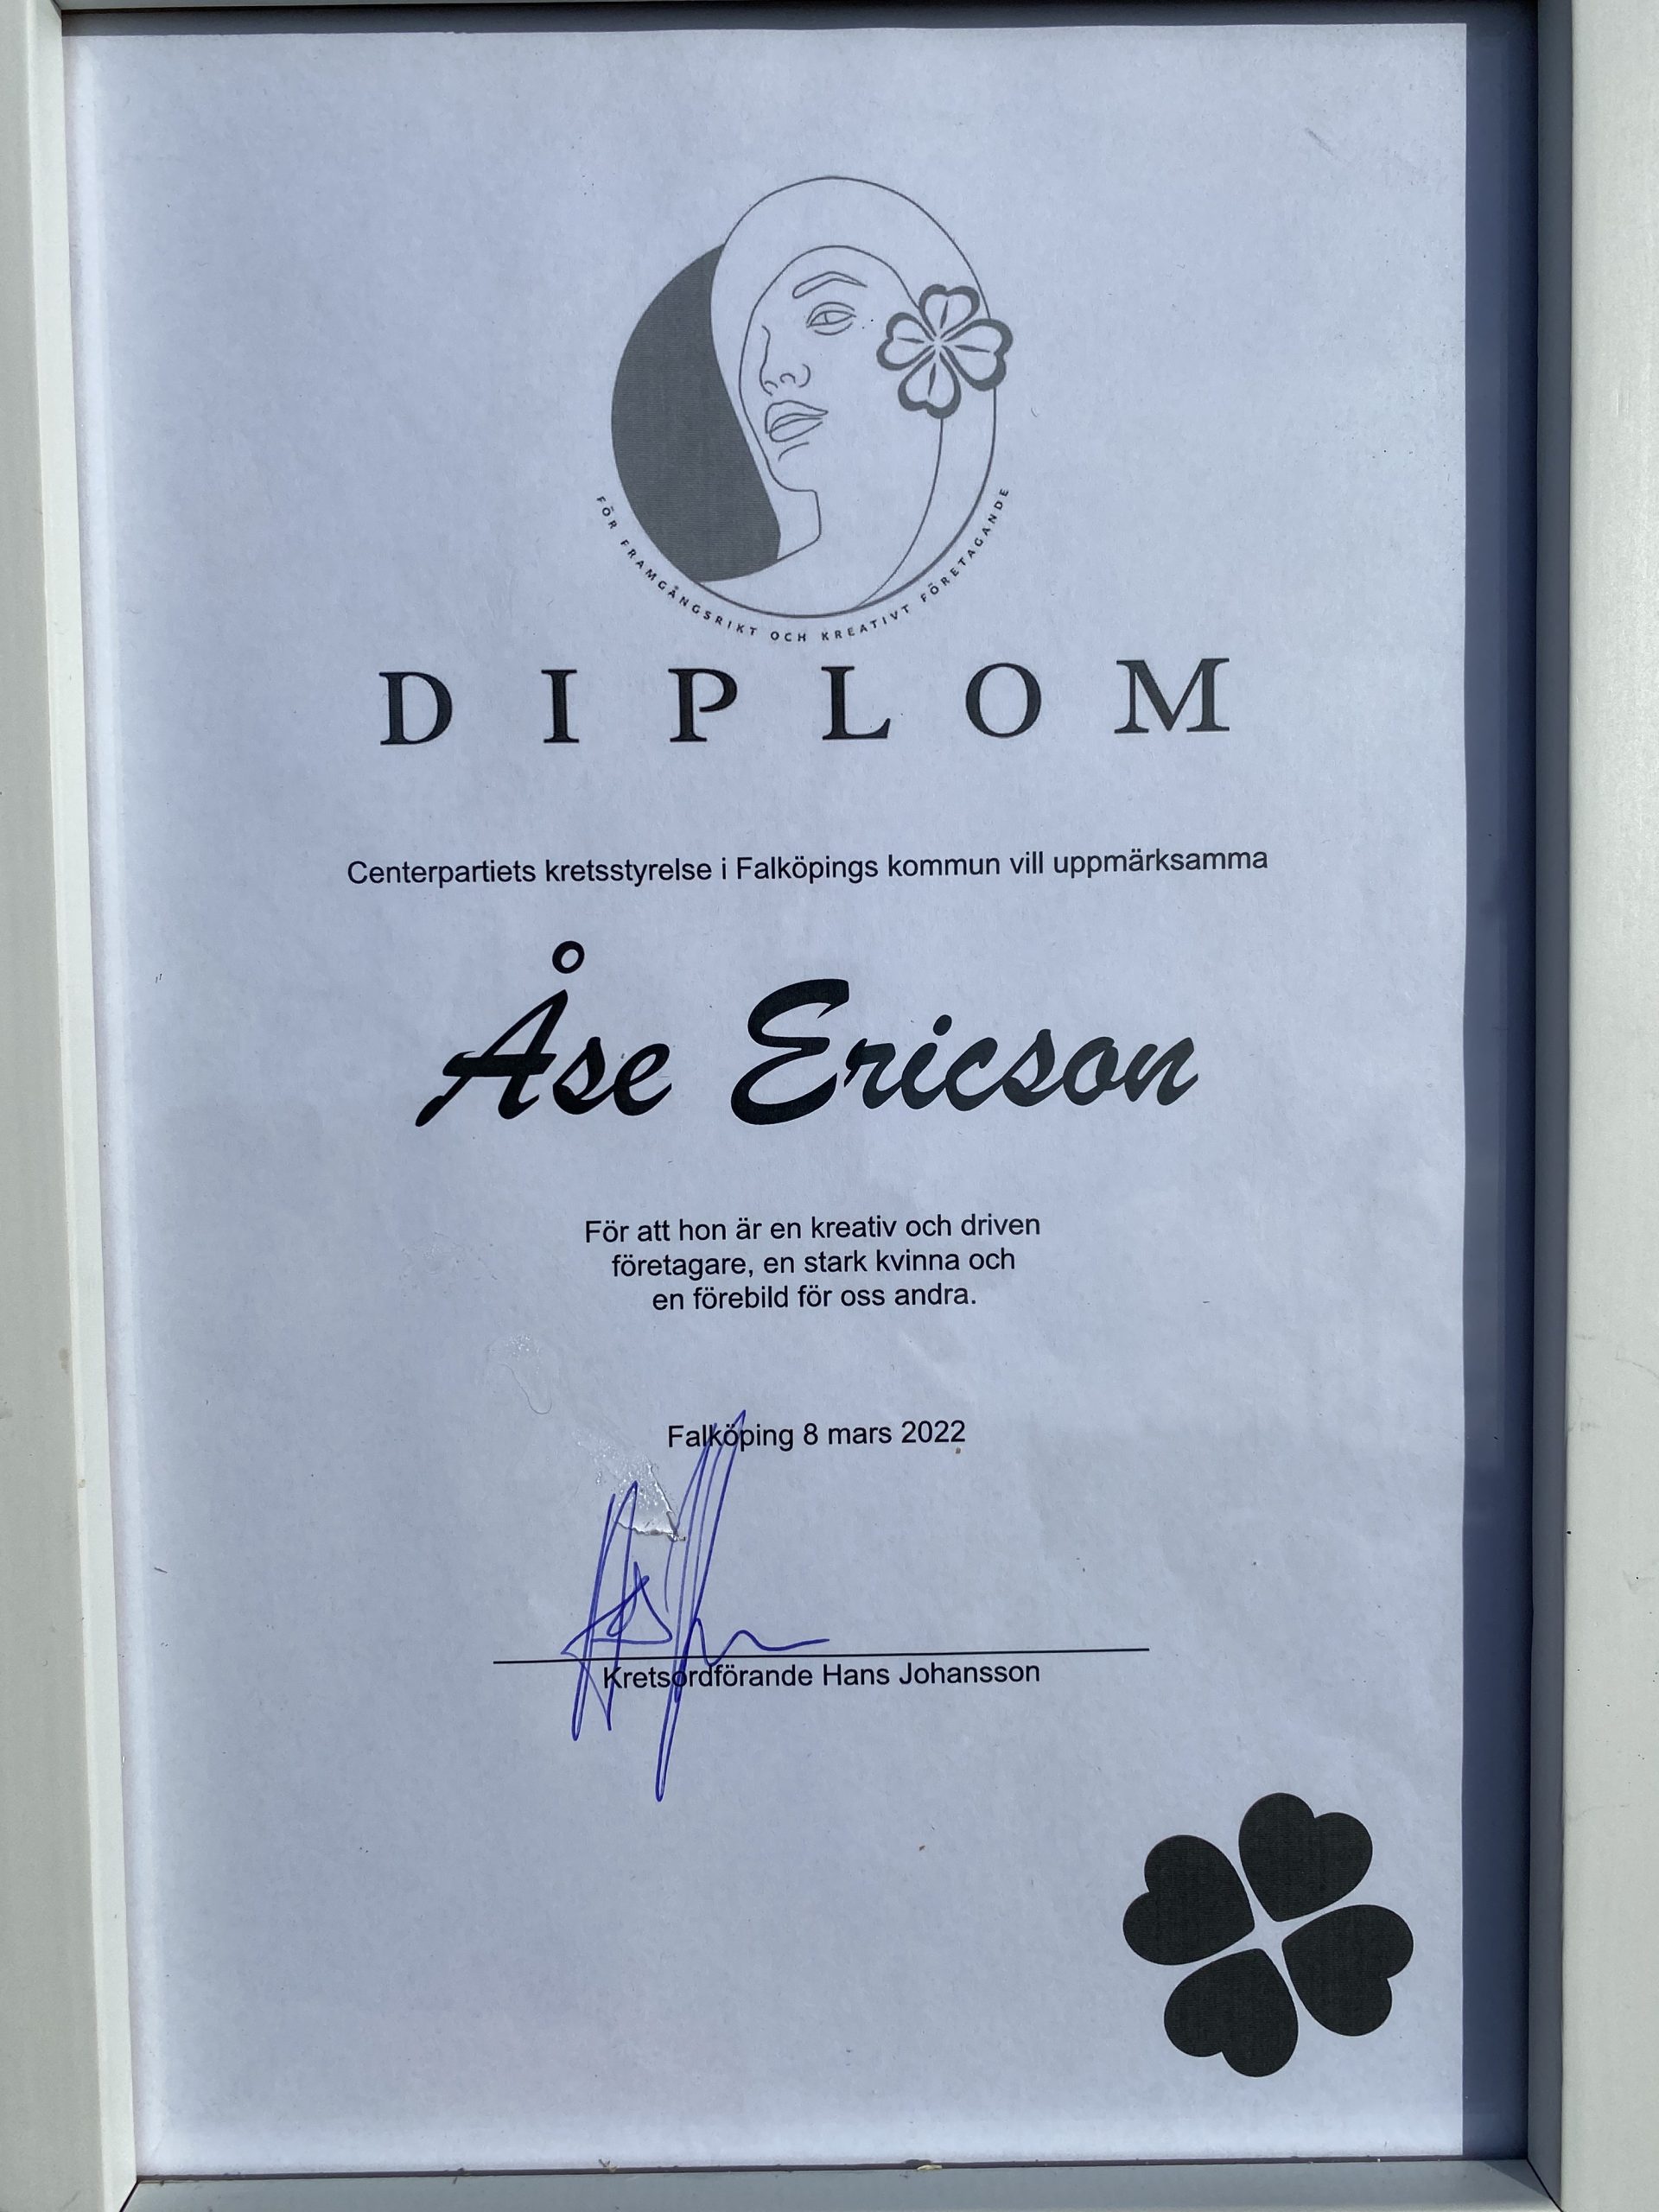 FÖR FRAMGÅNGSRIKT OCH KREATIVT FÖRETAGANDE
DIPLOM
Centerpartiets kretsstyrelse i Falköpings kommun vill uppmärksamma
Åse Ericson
För att hon är en kreativ och driven
företagare, en stark kvinna och
en förebild för oss andra.
Falköping 8 mars 2022
Kretsordförande Hans Johansson